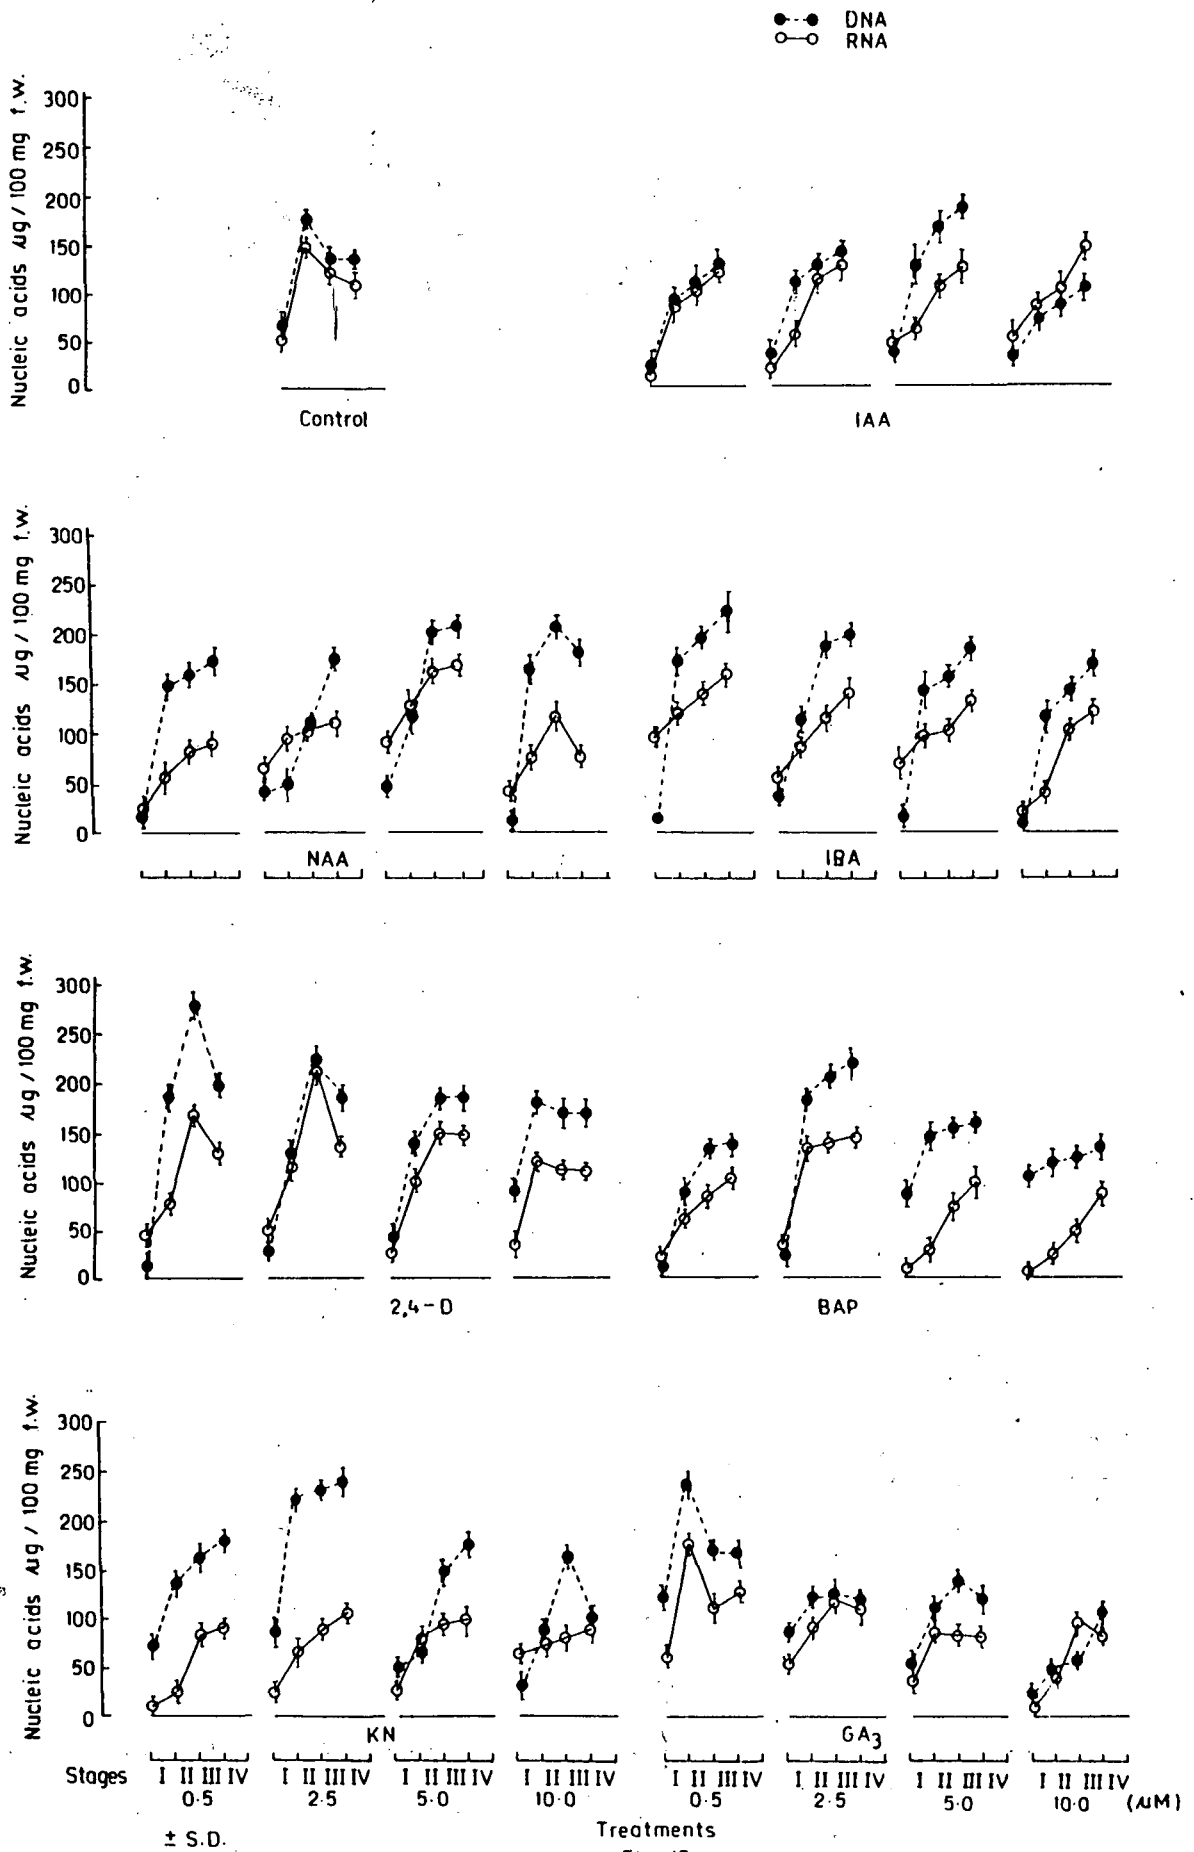 DNA
RNA
Nucleic acids µg / 100 mg f.w.
300
250
200
150
100
50
0
Control
IAA
Nucleic acids µg / 100 mg f.w.
300
250
200
150
100
50
0
NAA
IBA
Nucleic acids µg / 100 mg f.w.
300
250
200
150
100
50
0
2,4-D
BAP
Nucleic acids µg / 100 mg f.w.
300
250
200
150
100
50
0
KN
GA3
Stages I II III IV I II III IV I II III IV I II III IV I II III IV I II III IV I II III IV I II III IV
0·5 2·5 5·0 10·0 0·5 2·5 5·0 10·0 (µM)
± S.D.
Treatments